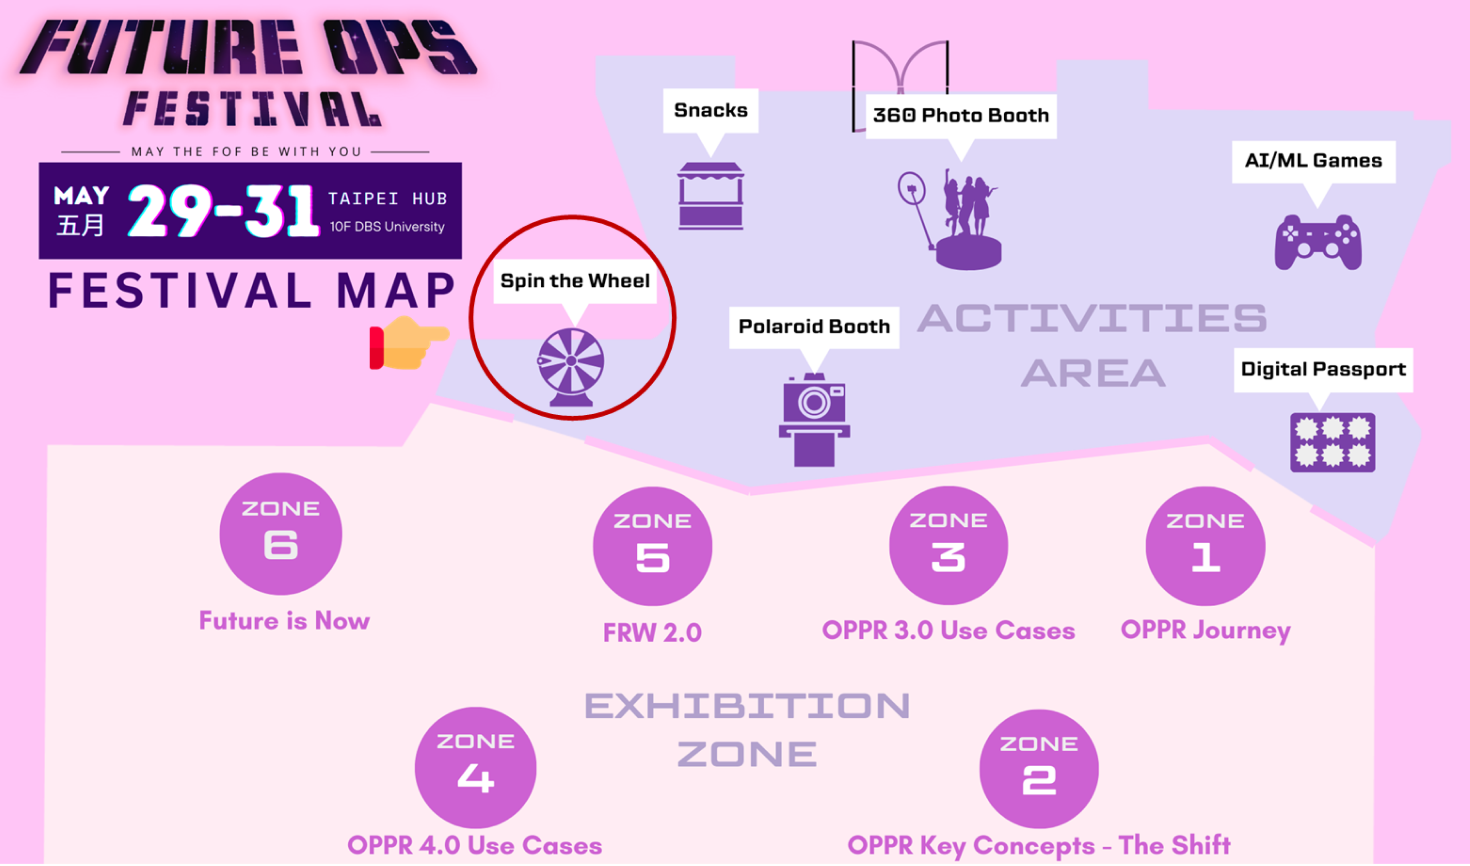 FUTURE OPS
FESTIVAL
MAY THE FOF BE WITH YOU
MAY
五月
29-31
TAIPEI HUB
10F DBS University
FESTIVAL MAP
Snacks
360 Photo Booth
AI/ML Games
Spin the Wheel
Polaroid Booth
ACTIVITIES
AREA
Digital Passport
ZONE
6
Future is Now
ZONE
5
FRW 2.0
ZONE
3
OPPR 3.0 Use Cases
ZONE
1
OPPR Journey
EXHIBITION
ZONE
ZONE
4
OPPR 4.0 Use Cases
ZONE
2
OPPR Key Concepts - The Shift